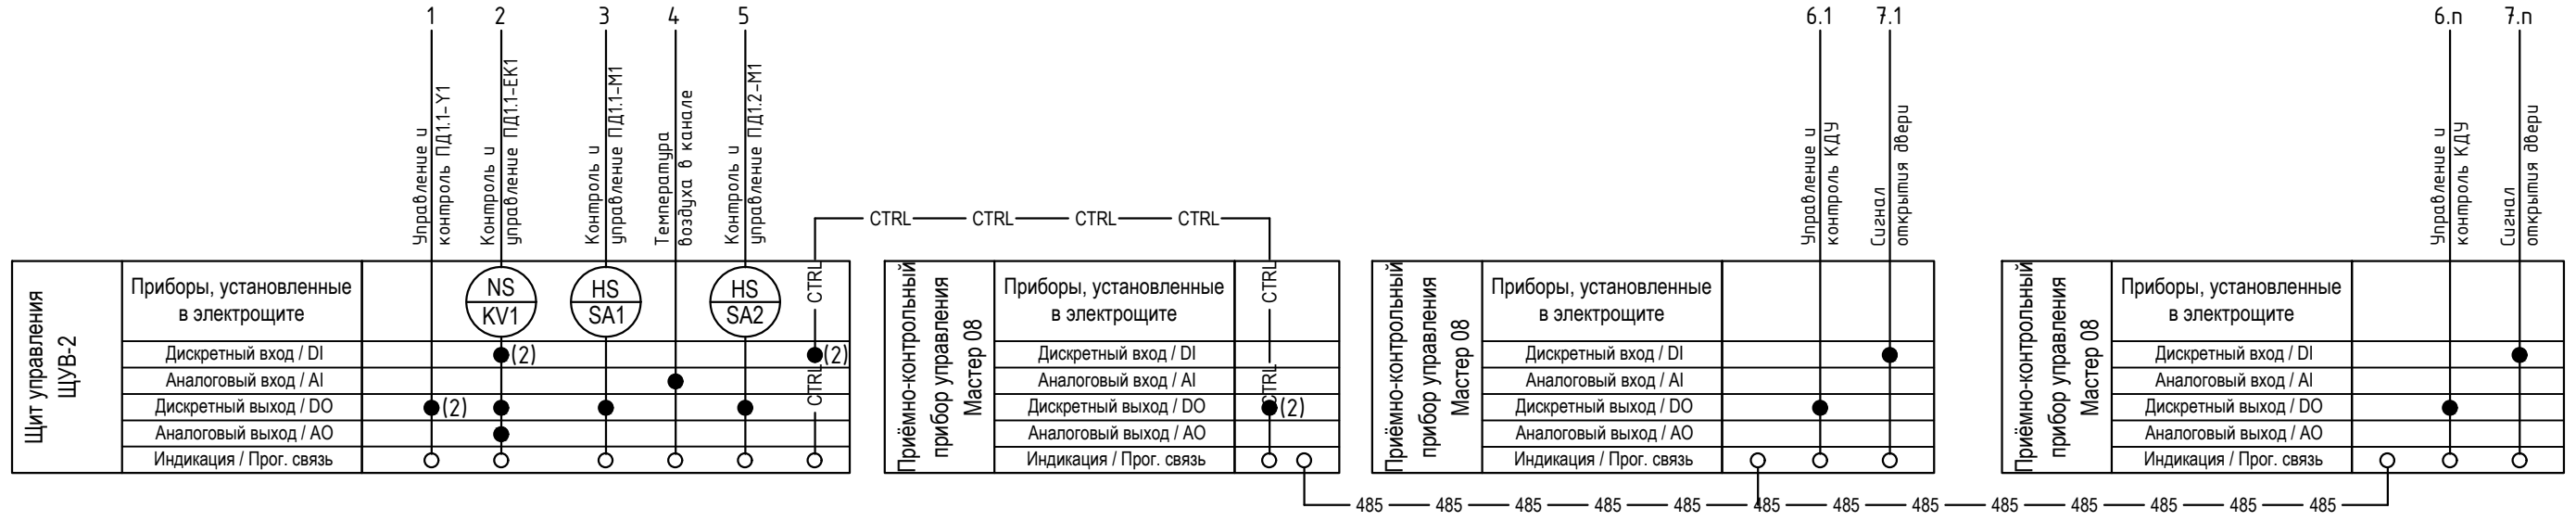 1
2
3
4
5
6.1
7.1
6.n
7.n
Управление и
контроль ПД1.1-Y1
Контроль и
управление ПД1.1-ЕК1
Контроль и
управление ПД1.1-М1
Температура
воздуха в канале
Контроль и
управление ПД1.2-М1
Управление и
контроль КДУ
Сигнал
открытия двери
Управление и
контроль КДУ
Сигнал
открытия двери
CTRL CTRL CTRL CTRL
Щит управления
ЩУВ-2
Приборы, установленные
в электрощите
NS
KV1
HS
SA1
HS
SA2
CTRL
Дискретный вход / DI
(2)
(2)
Аналоговый вход / AI
CTRL
Дискретный выход / DO
(2)
Аналоговый выход / AO
Индикация / Прог. связь
Приёмно-контрольный
прибор управления
Мастер 08
Приборы, установленные
в электрощите
CTRL
Дискретный вход / DI
Аналоговый вход / AI
CTRL
Дискретный выход / DO
(2)
Аналоговый выход / AO
Индикация / Прог. связь
Приёмно-контрольный
прибор управления
Мастер 08
Приборы, установленные
в электрощите
Дискретный вход / DI
Аналоговый вход / AI
Дискретный выход / DO
Аналоговый выход / AO
Индикация / Прог. связь
Приёмно-контрольный
прибор управления
Мастер 08
Приборы, установленные
в электрощите
Дискретный вход / DI
Аналоговый вход / AI
Дискретный выход / DO
Аналоговый выход / AO
Индикация / Прог. связь
485 485 485 485 485 485 485 485 485 485 485 485 485